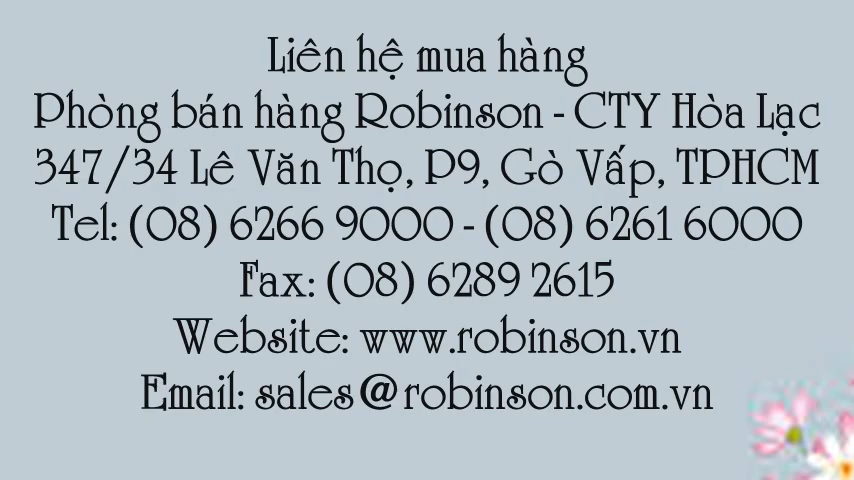 Liên hệ mua hàng
Phòng bán hàng Robinson - CTY Hòa Lạc
347/34 Lê Văn Thọ, P9, Gò Vấp, TPHCM
Tel: (08) 6266 9000 - (08) 6261 6000
Fax: (08) 6289 2615
Website: www.robinson.vn
Email: sales@robinson.com.vn